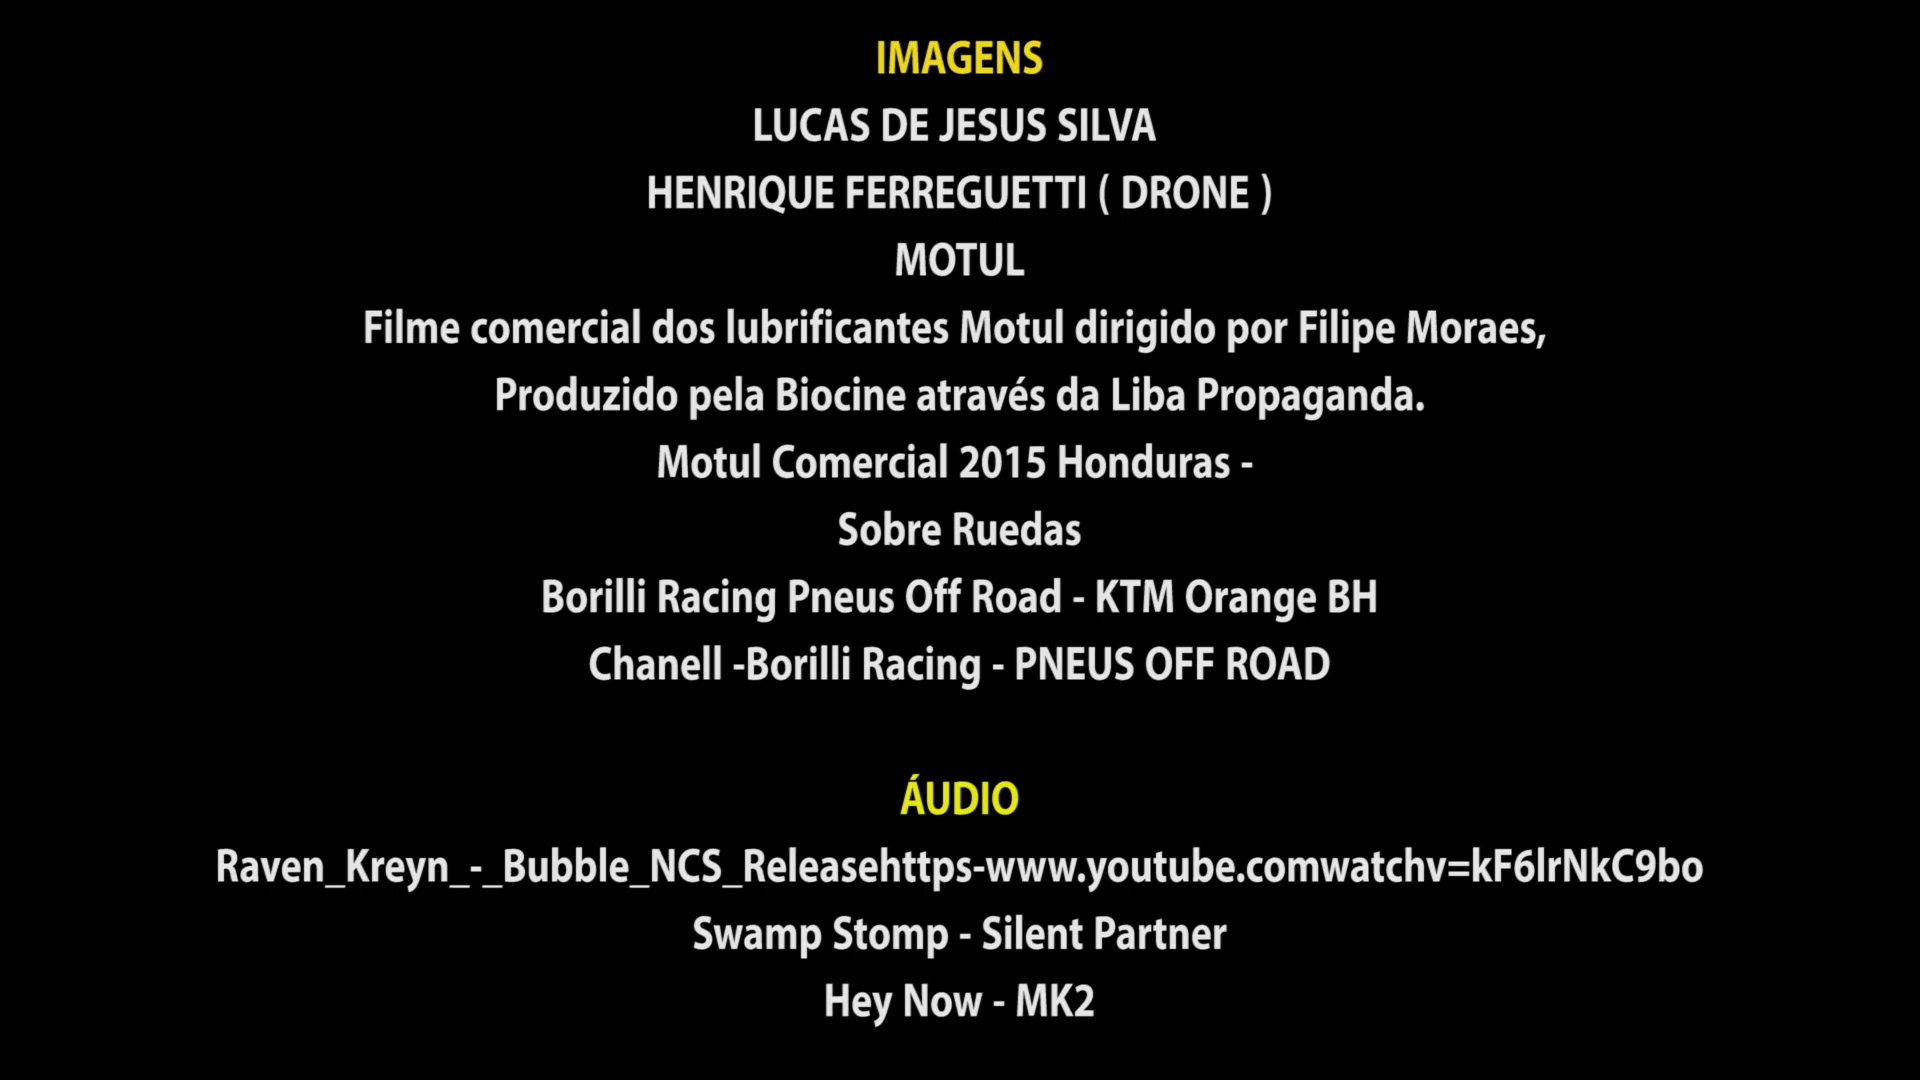 IMAGENS
LUCAS DE JESUS SILVA
HENRIQUE FERREGUETTI ( DRONE )
MOTUL
Filme comercial dos lubrificantes Motul dirigido por Filipe Moraes,
Produzido pela Biocine através da Liba Propaganda.
Motul Comercial 2015 Honduras -
Sobre Ruedas
Borilli Racing Pneus Off Road - KTM Orange BH
Chanell -Borilli Racing - PNEUS OFF ROAD
ÁUDIO
Raven_Kreyn_-_Bubble_NCS_Releasehttps-www.youtube.comwatchv=kF6lrNkC9bo
Swamp Stomp - Silent Partner
Hey Now - MK2